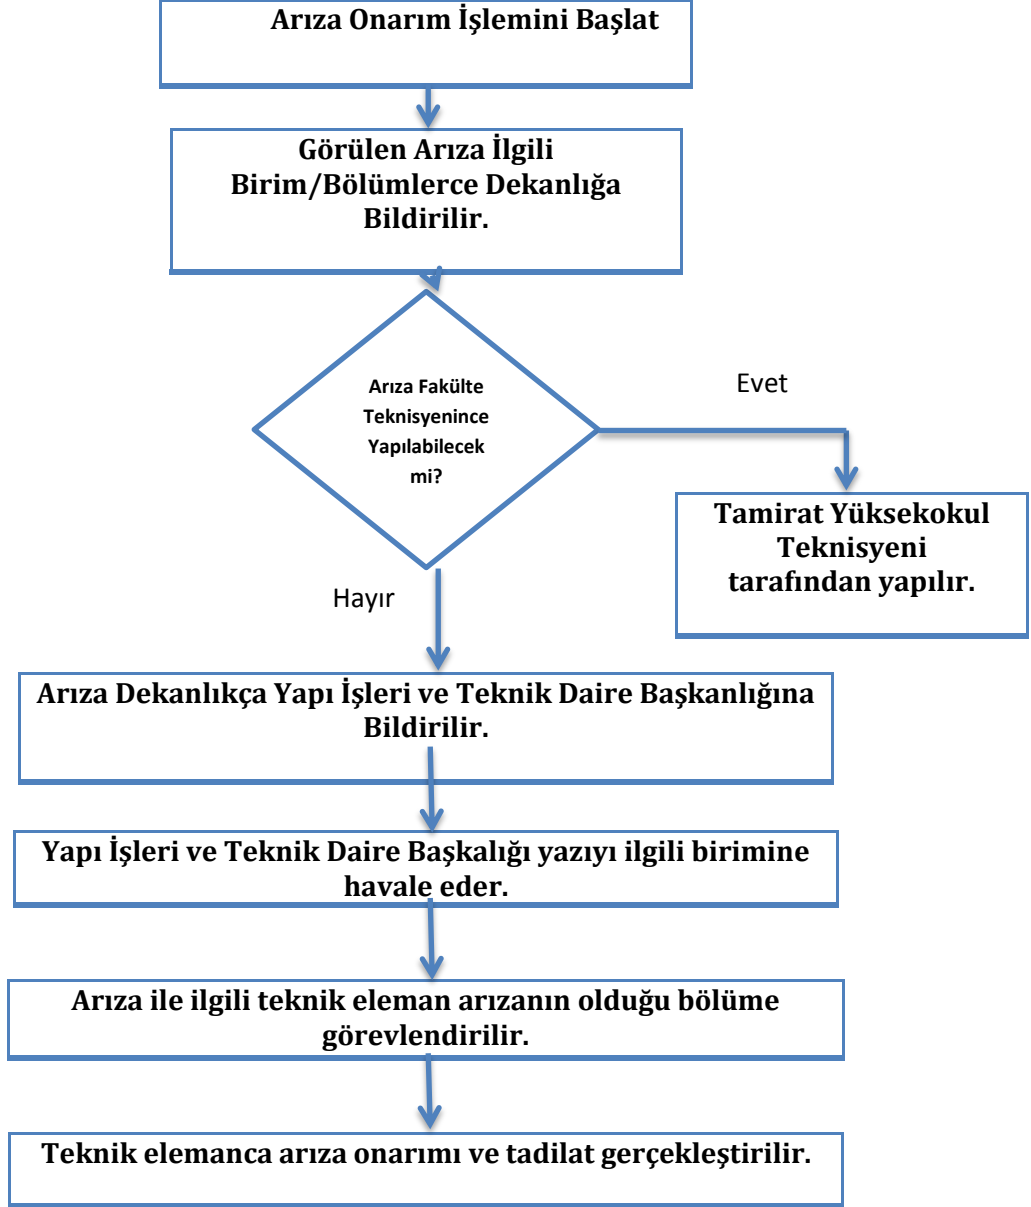 Arıza Onarım İşlemini Başlat
Görülen Arıza İlgili
Birim/Bölümlerce Dekanlığa
Bildirilir.
Arıza Fakülte
Teknisyenince
Yapılabilecek
mi?
Evet
Tamirat Yüksekokul
Teknisyeni
tarafından yapılır.
Hayır
Arıza Dekanlıkça Yapı İşleri ve Teknik Daire Başkanlığına
Bildirilir.
Yapı İşleri ve Teknik Daire Başkalığı yazıyı ilgili birimine
havale eder.
Arıza ile ilgili teknik eleman arızanın olduğu bölüme
görevlendirilir.
Teknik elemanca arıza onarımı ve tadilat gerçekleştirilir.